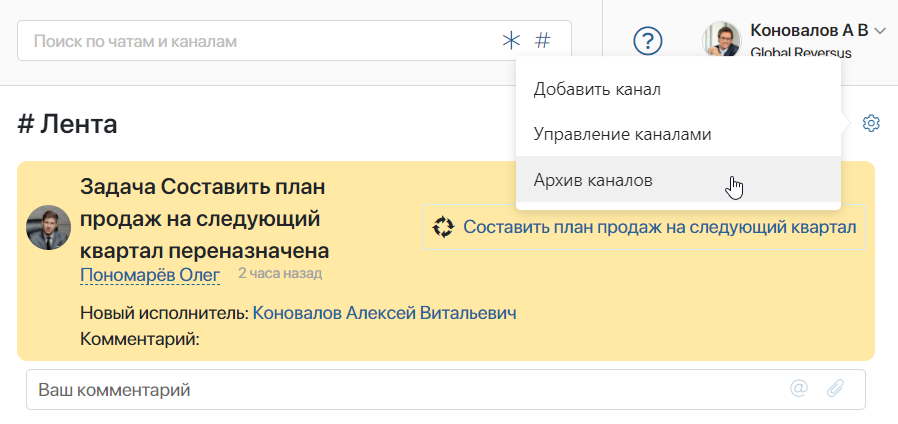 Поиск по чатам и каналам
#
?
Коновалов А В
Global Reversus
Добавить канал
Управление каналами
Архив каналов
# Лента
Задача Составить план
продаж на следующий
квартал переназначена
Пономарёв Олег 2 часа назад
Составить план продаж на следующий квартал
Новый исполнитель: Коновалов Алексей Витальевич
Комментарий:
Ваш комментарий @